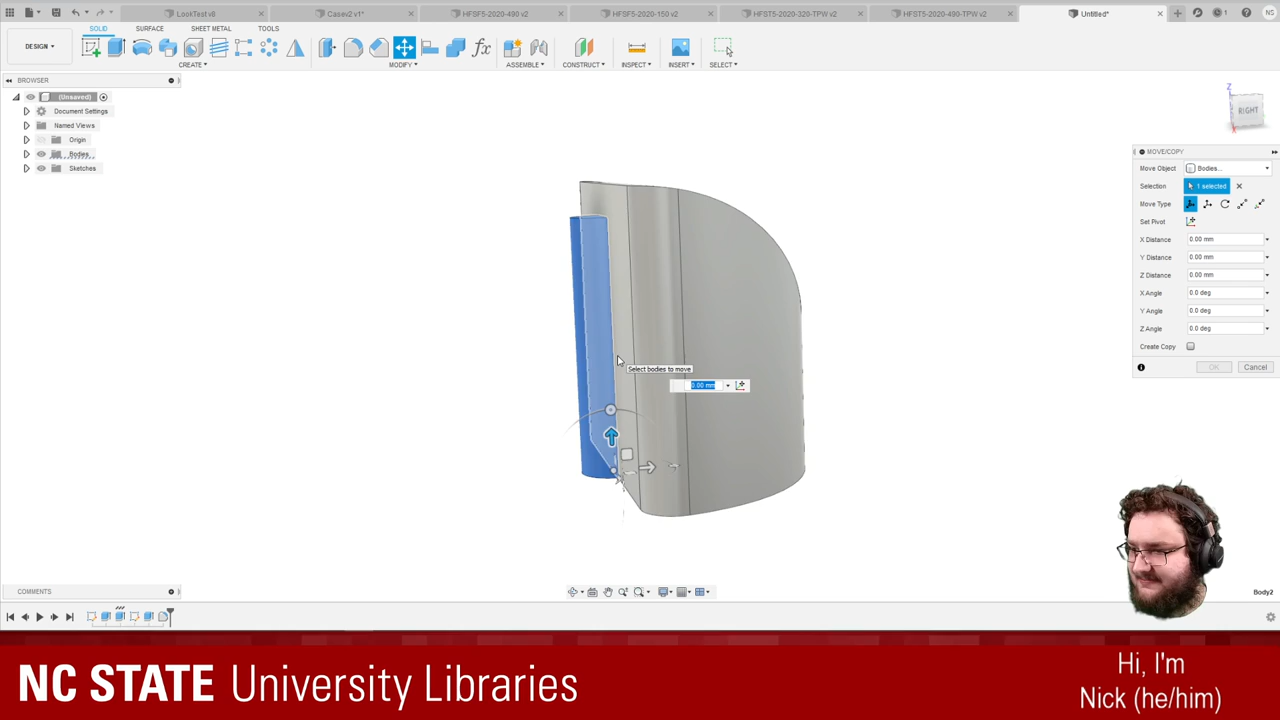 LookTest v8
Casev2 v1*
HFSF5-2020-490 v2
HFSF5-2020-150 v2
HFST5-2020-320-TPW v2
HFST5-2020-490-TPW v2
Untitled*
NS
SOLID
SURFACE
SHEET METAL
TOOLS
DESIGN
CREATE
MODIFY
ASSEMBLE
CONSTRUCT
INSPECT
INSERT
SELECT
BROWSER
(Unsaved)
Document Settings
Named Views
Origin
Bodies
Sketches
Z
RIGHT
X
MOVE/COPY
Move Object
Bodies...
Selection
1 selected
Move Type
Set Pivot
X Distance
0.00 mm
Y Distance
0.00 mm
Z Distance
0.00 mm
X Angle
0.0 deg
Y Angle
0.0 deg
Z Angle
0.0 deg
Create Copy
OK
Cancel
Select bodies to move
0.00 mm
COMMENTS
Body2
NC STATE University Libraries
Hi, I'm
Nick (he/him)